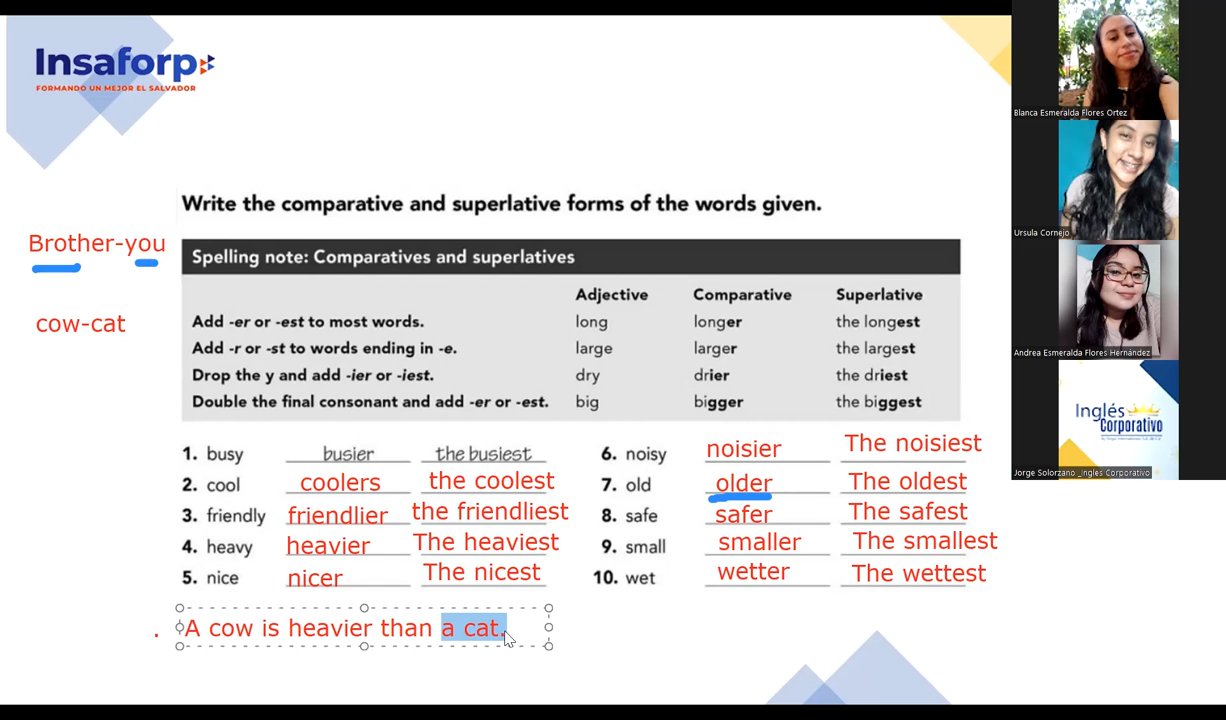 Insaforp
FORMANDO UN MEJOR EL SALVADOR
Write the comparative and superlative forms of the words given.
Brother-you
cow-cat
Spelling note: Comparatives and superlatives
Adjective Comparative Superlative
Add -er or -est to most words. long longer the longest
Add -r or -st to words ending in -e. large larger the largest
Drop the y and add -ier or -iest. dry drier the driest
Double the final consonant and add -er or -est. big bigger the biggest
1. busy busier the busiest
2. cool coolers the coolest
3. friendly friendlier the friendliest
4. heavy heavier The heaviest
5. nice nicer The nicest
6. noisy noisier The noisiest
7. old older The oldest
8. safe safer The safest
9. small smaller The smallest
10. wet wetter The wettest
. A cow is heavier than a cat.
Blanca Esmeralda Flores Ortez
Ursula Cornejo
Andrea Esmeralda Flores Hernández
Inglés
Corporativo
Jorge Solorzano _Ingles Corporativo